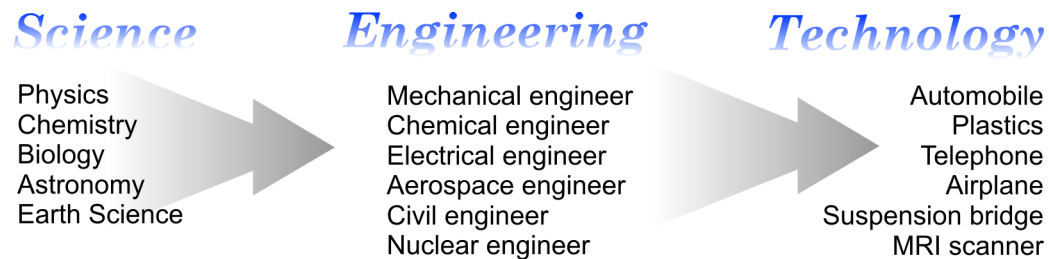 Science
Engineering
Technology
Physics
Chemistry
Biology
Astronomy
Earth Science
Mechanical engineer
Chemical engineer
Electrical engineer
Aerospace engineer
Civil engineer
Nuclear engineer
Automobile
Plastics
Telephone
Airplane
Suspension bridge
MRI scanner